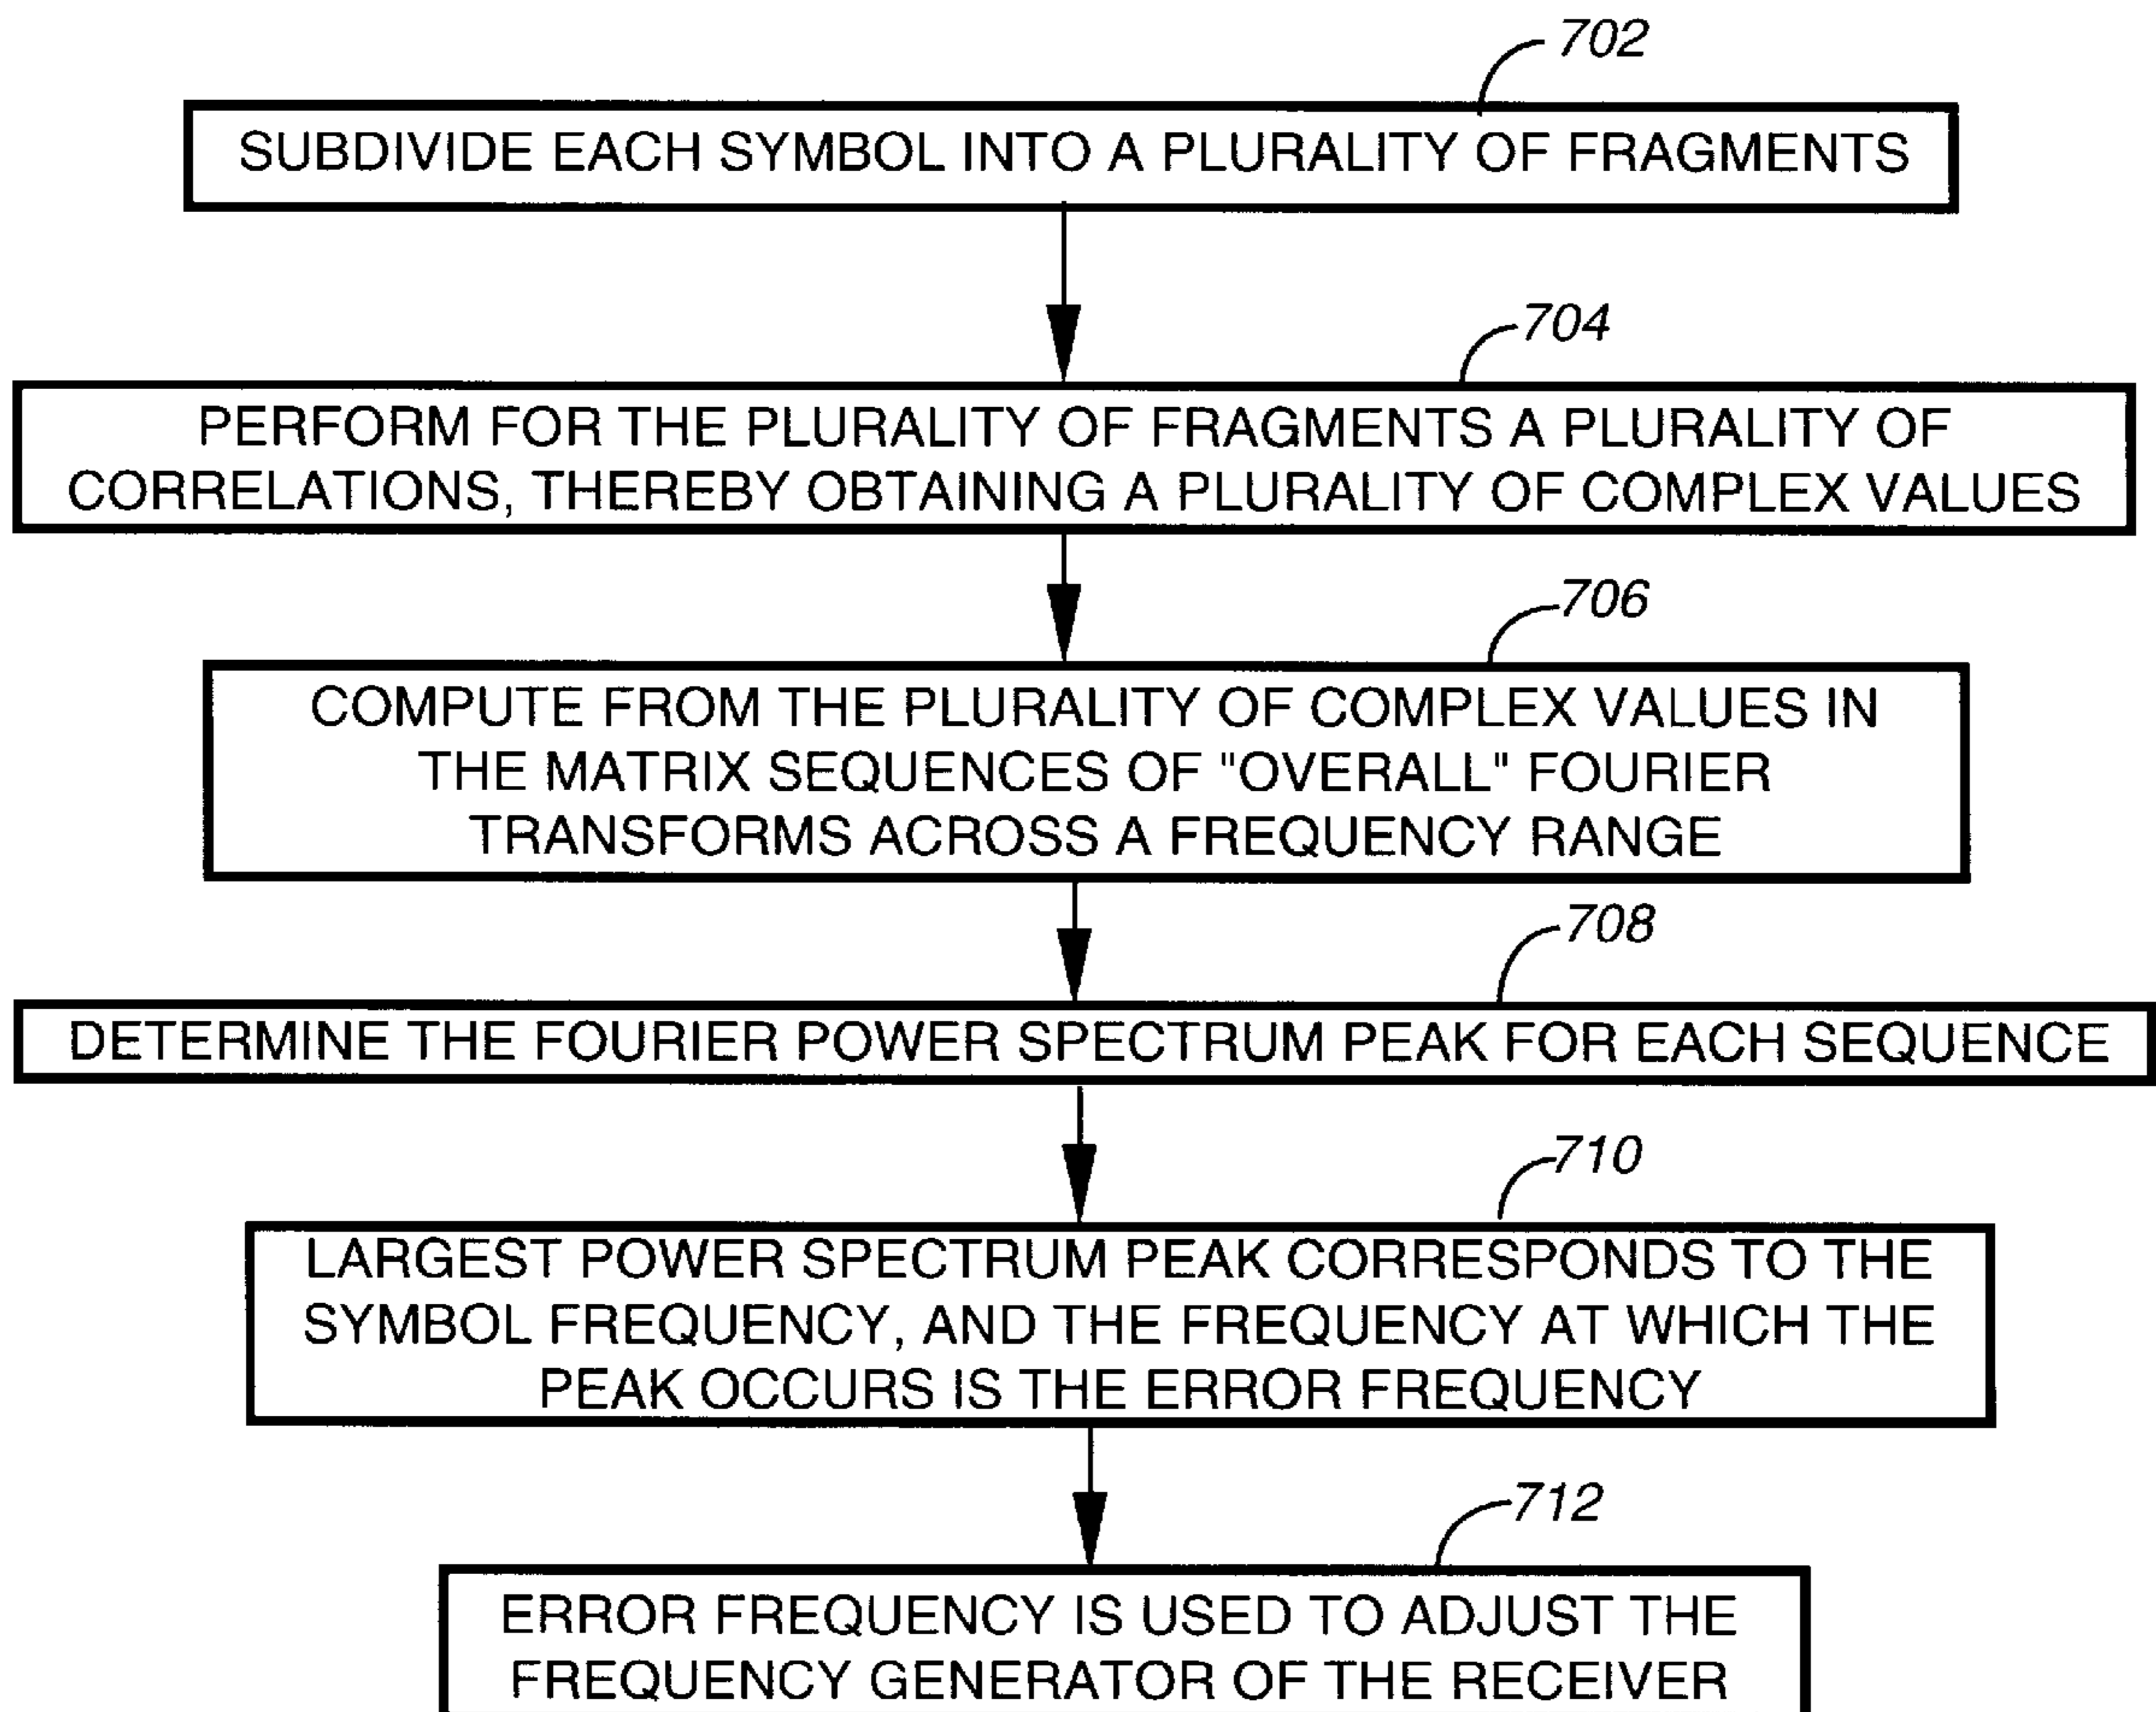 702
SUBDIVIDE EACH SYMBOL INTO A PLURALITY OF FRAGMENTS
704
PERFORM FOR THE PLURALITY OF FRAGMENTS A PLURALITY OF
CORRELATIONS, THEREBY OBTAINING A PLURALITY OF COMPLEX VALUES
706
COMPUTE FROM THE PLURALITY OF COMPLEX VALUES IN
THE MATRIX SEQUENCES OF "OVERALL" FOURIER
TRANSFORMS ACROSS A FREQUENCY RANGE
708
DETERMINE THE FOURIER POWER SPECTRUM PEAK FOR EACH SEQUENCE
710
LARGEST POWER SPECTRUM PEAK CORRESPONDS TO THE
SYMBOL FREQUENCY, AND THE FREQUENCY AT WHICH THE
PEAK OCCURS IS THE ERROR FREQUENCY
712
ERROR FREQUENCY IS USED TO ADJUST THE
FREQUENCY GENERATOR OF THE RECEIVER